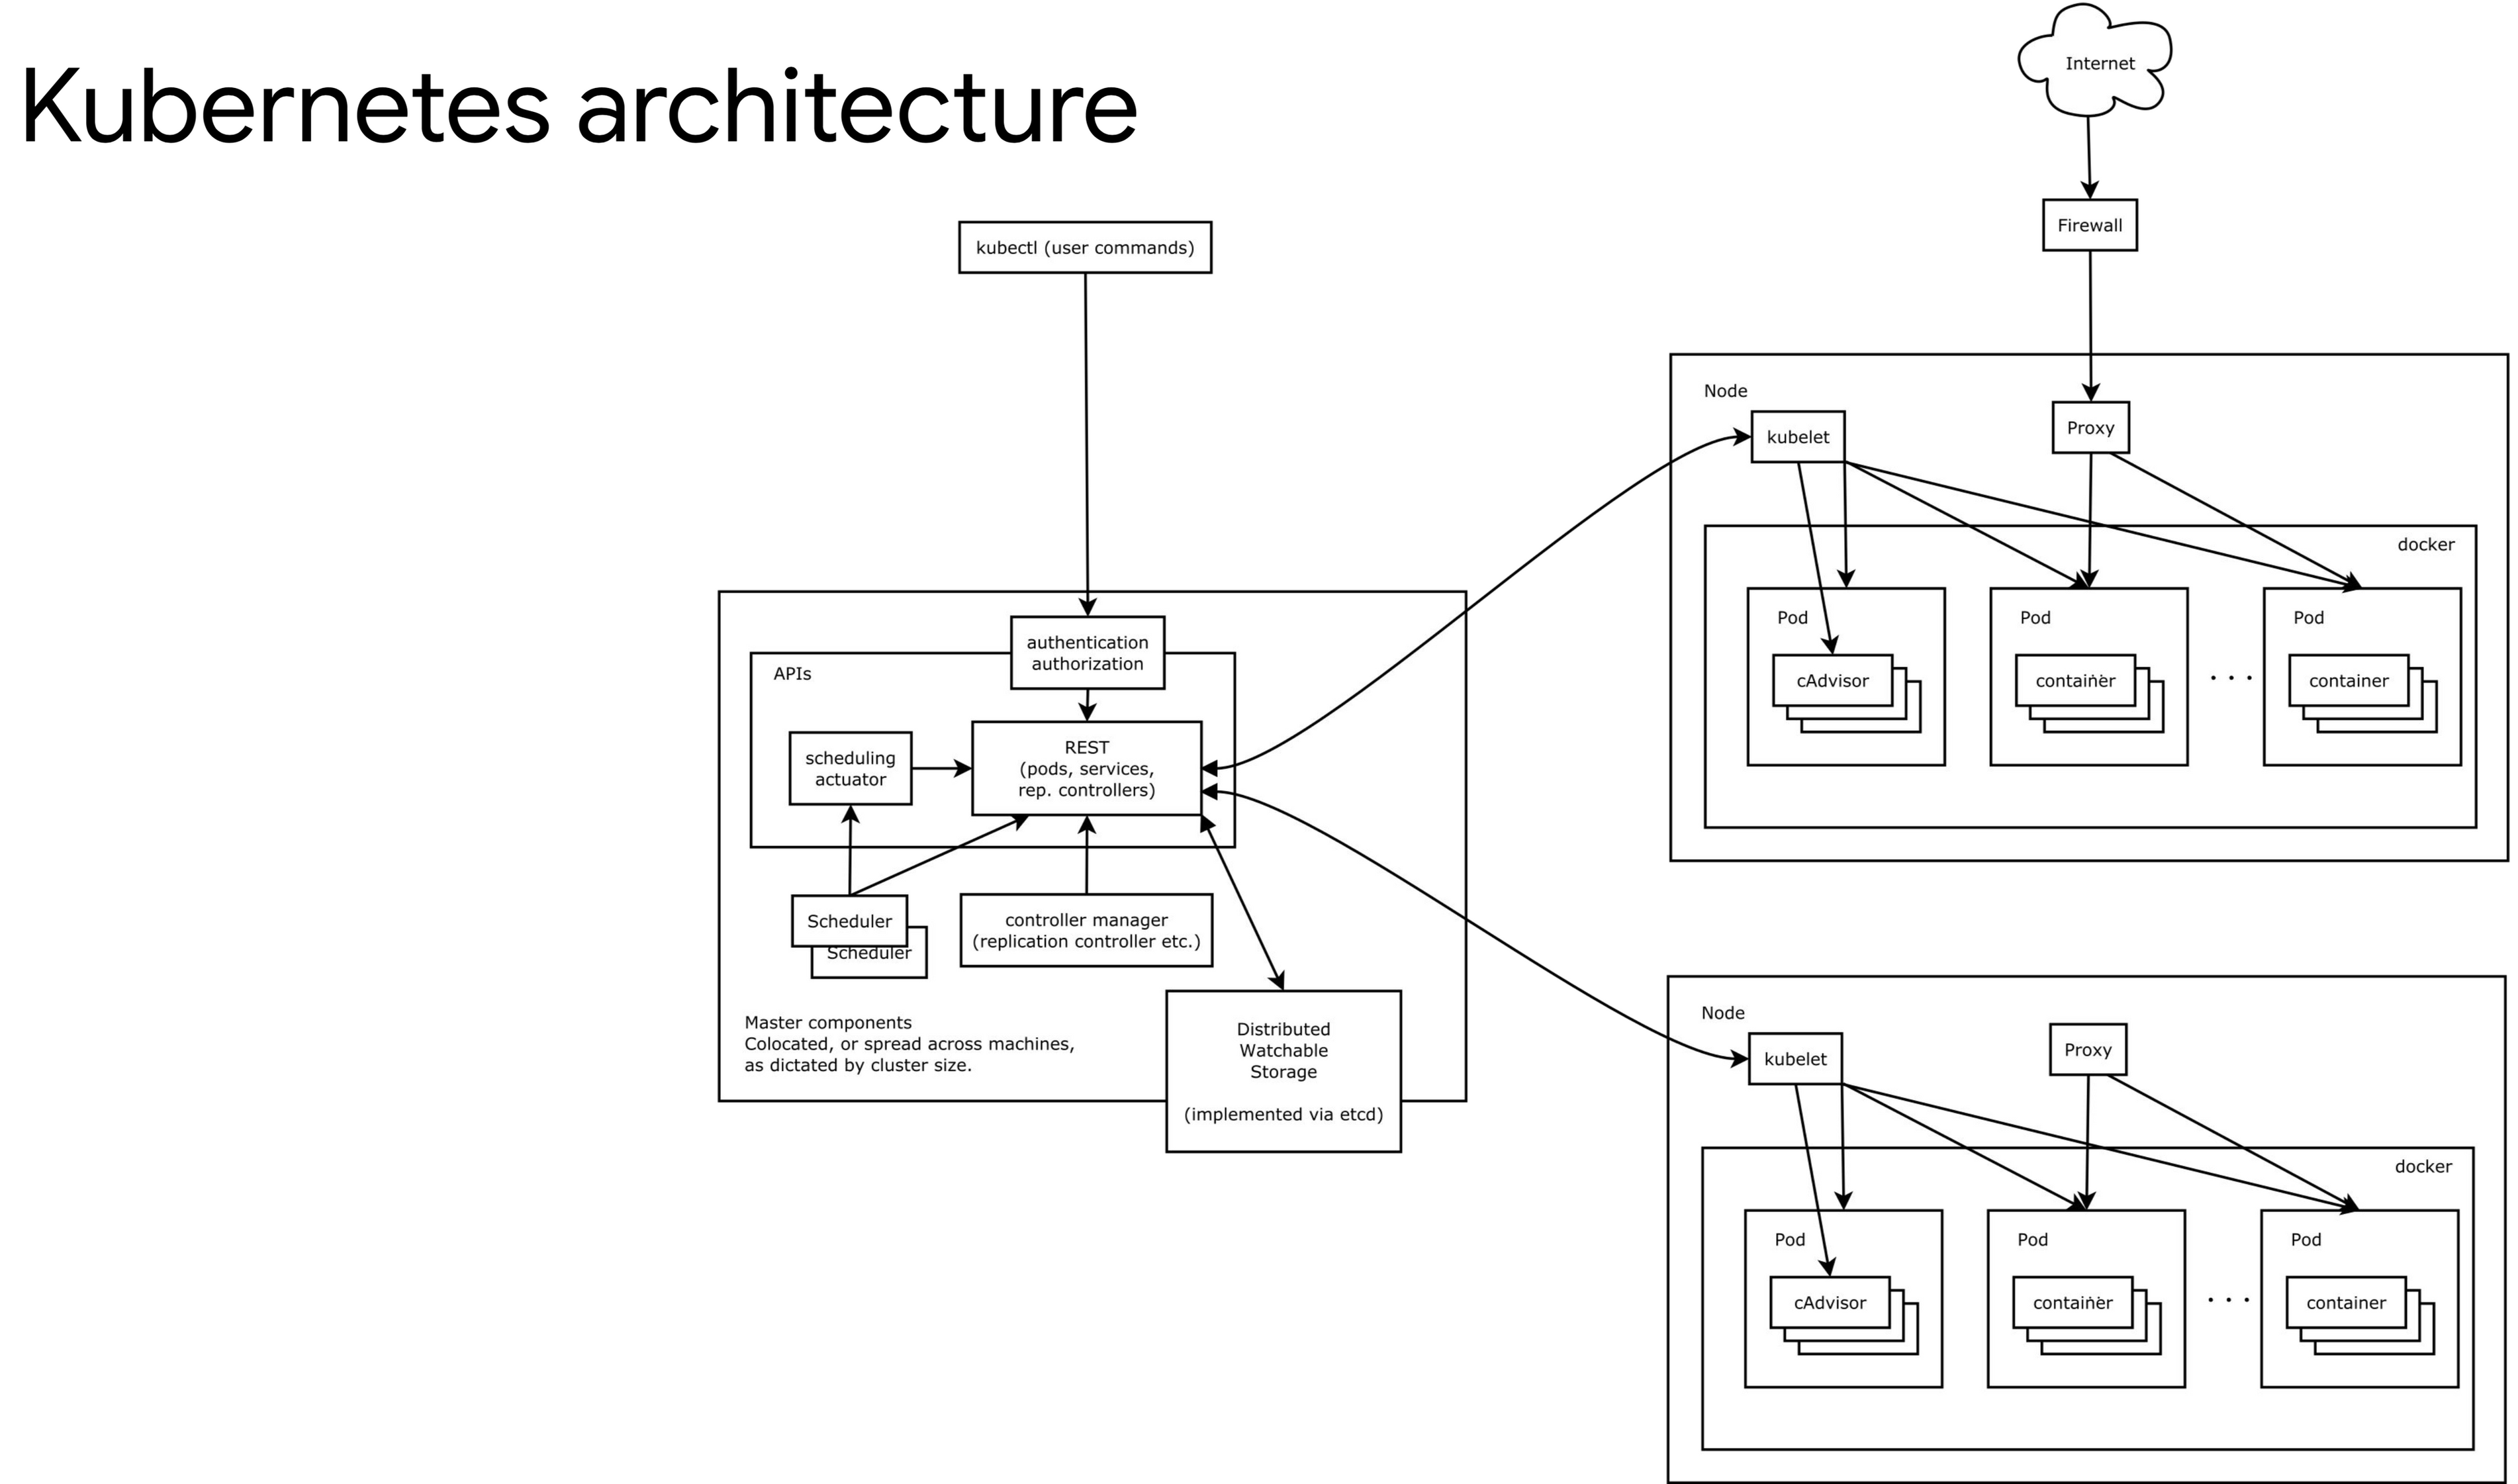 Kubernetes architecture
Internet
Firewall
kubectl (user commands)
Node
kubelet
Proxy
docker
Pod
cAdvisor
Pod
container
. . .
Pod
container
authentication
authorization
APIs
scheduling
actuator
REST
(pods, services,
rep. controllers)
Scheduler
Scheduler
controller manager
(replication controller etc.)
Master components
Colocated, or spread across machines,
as dictated by cluster size.
Distributed
Watchable
Storage
(implemented via etcd)
Node
kubelet
Proxy
docker
Pod
cAdvisor
Pod
container
. . .
Pod
container